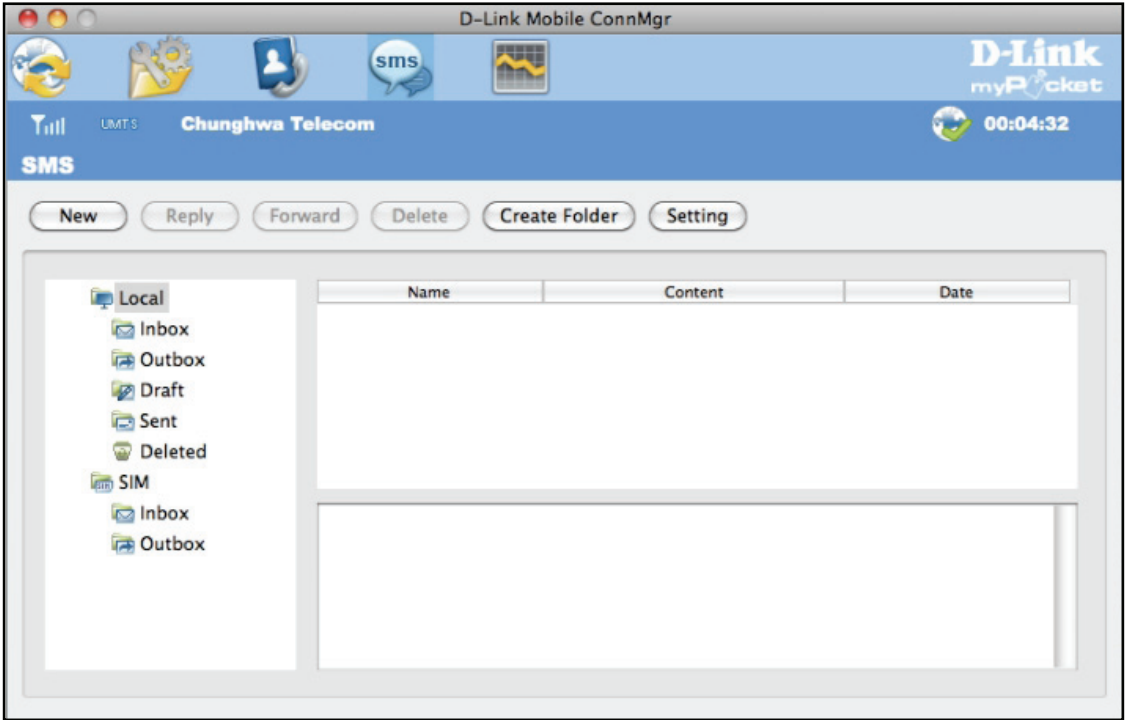 D-Link Mobile ConnMgr
sms
D-Link
myPocket
UMTS Chunghwa Telecom 00:04:32
SMS
New Reply Forward Delete Create Folder Setting
Local Name Content Date
Inbox
Outbox
Draft
Sent
Deleted
SIM
Inbox
Outbox